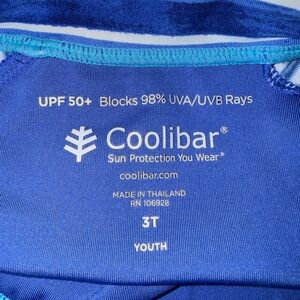 UPF 50+ Blocks 98% UVA/UVB Rays
Coolibar®
Sun Protection You Wear®
coolibar.com
MADE IN THAILAND
RN 106928
3T
YOUTH